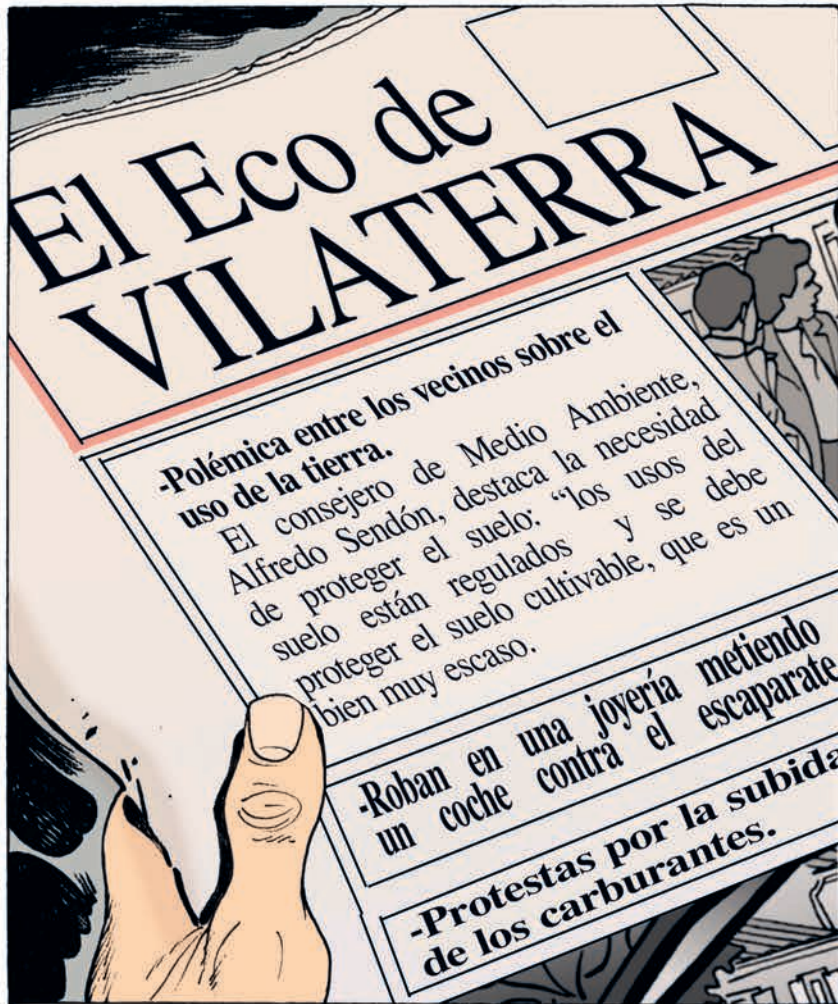 El Eco de
VILATERRA
-Polémica entre los vecinos sobre el
uso de la tierra.
El consejero de Medio Ambiente,
Alfredo Sendón, destaca la necesidad
de proteger el suelo: “los usos del
suelo están regulados y se debe
proteger el suelo cultivable, que es un
bien muy escaso.
-Roban en una joyería metiendo
un coche contra el escaparate
-Protestas por la subida
de los carburantes.